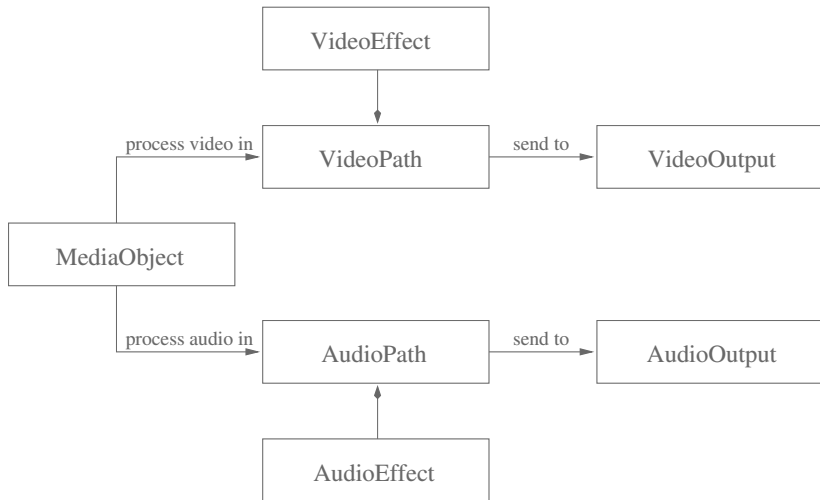 VideoEffect
process video in
VideoPath
send to
VideoOutput
MediaObject
process audio in
AudioPath
send to
AudioOutput
AudioEffect